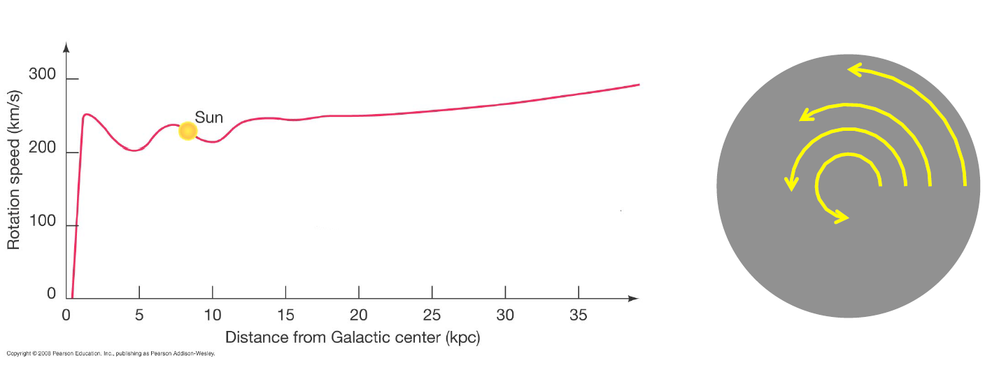 300
200
100
0
Rotation speed (km/s)
Sun
0 5 10 15 20 25 30 35
Distance from Galactic center (kpc)
Copyright © 2008 Pearson Education, Inc., publishing as Pearson Addison-Wesley.